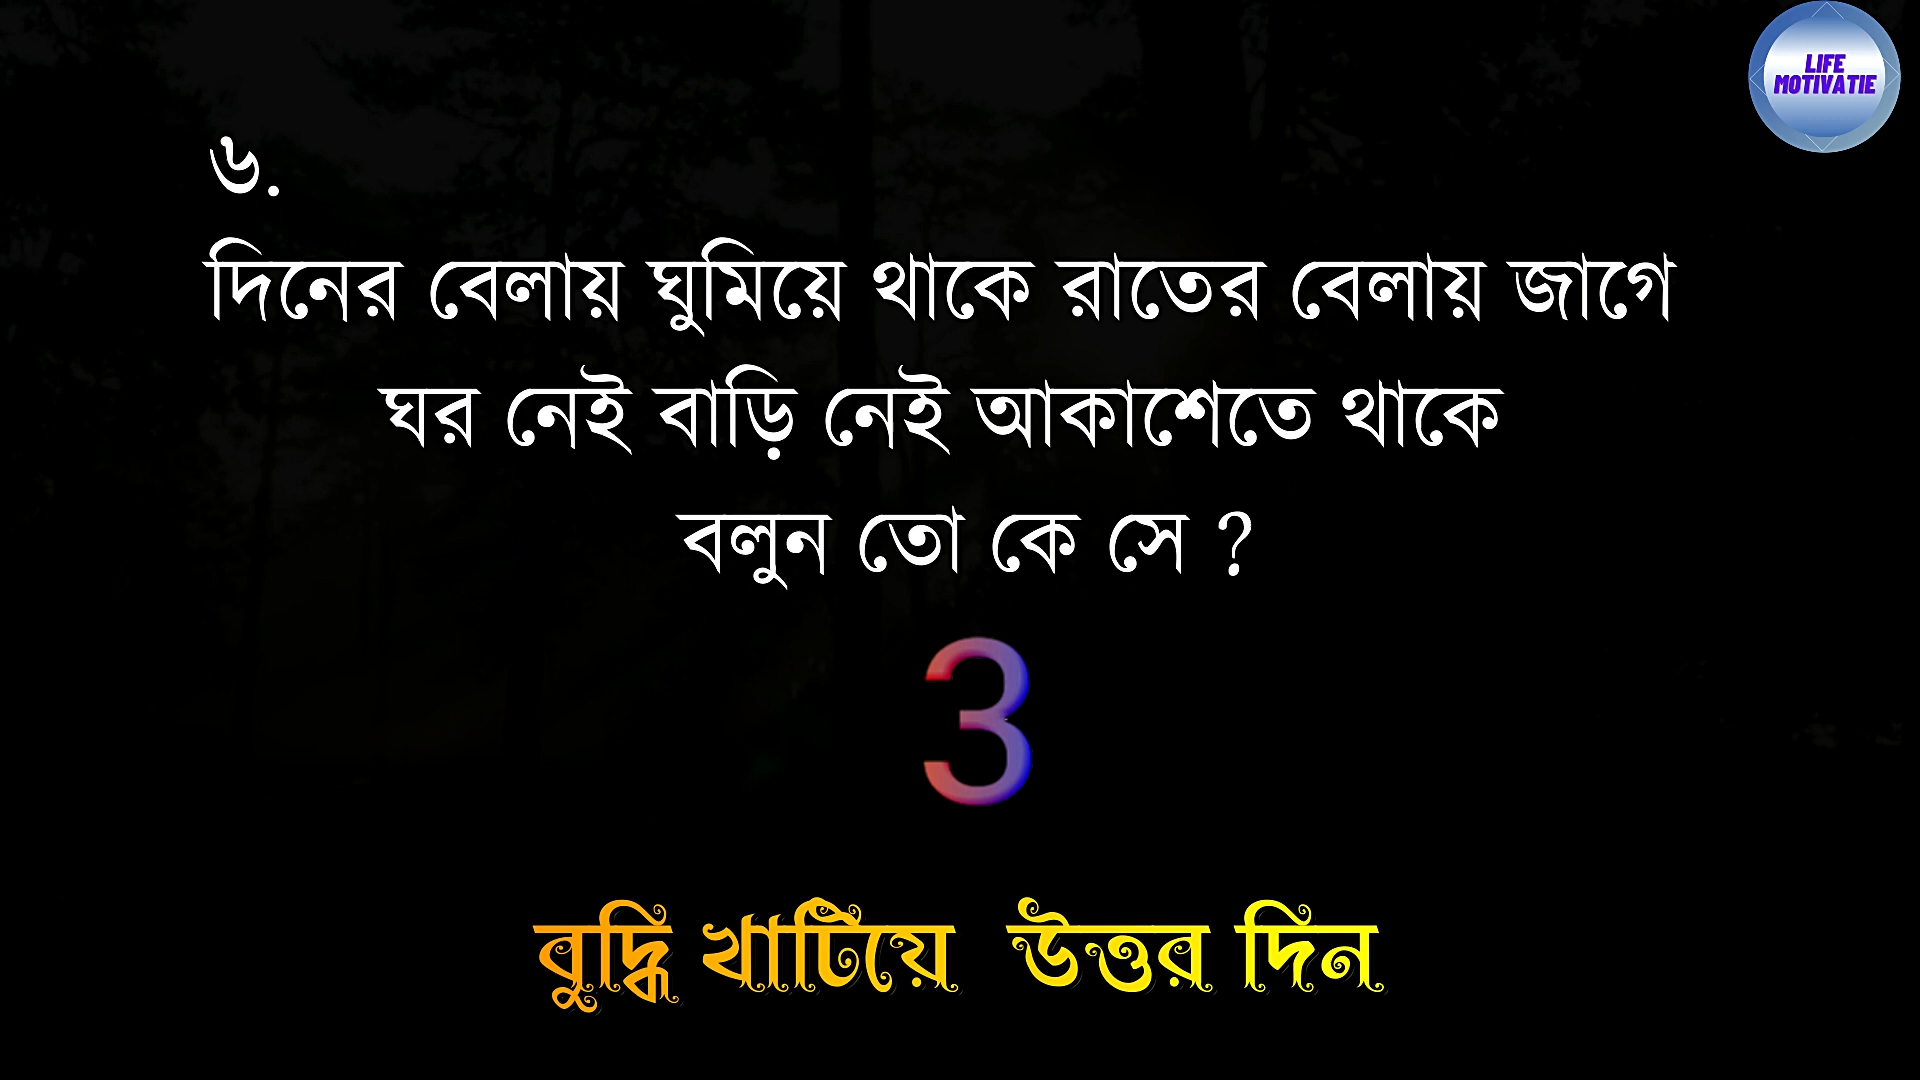 LIFE
MOTIVATIE
৬.
দিনের বেলায় ঘুমিয়ে থাকে রাতের বেলায় জাগে
ঘর নেই বাড়ি নেই আকাশেতে থাকে
বলুন তো কে সে ?
3
বুদ্ধি খাটিয়ে উত্তর দিন